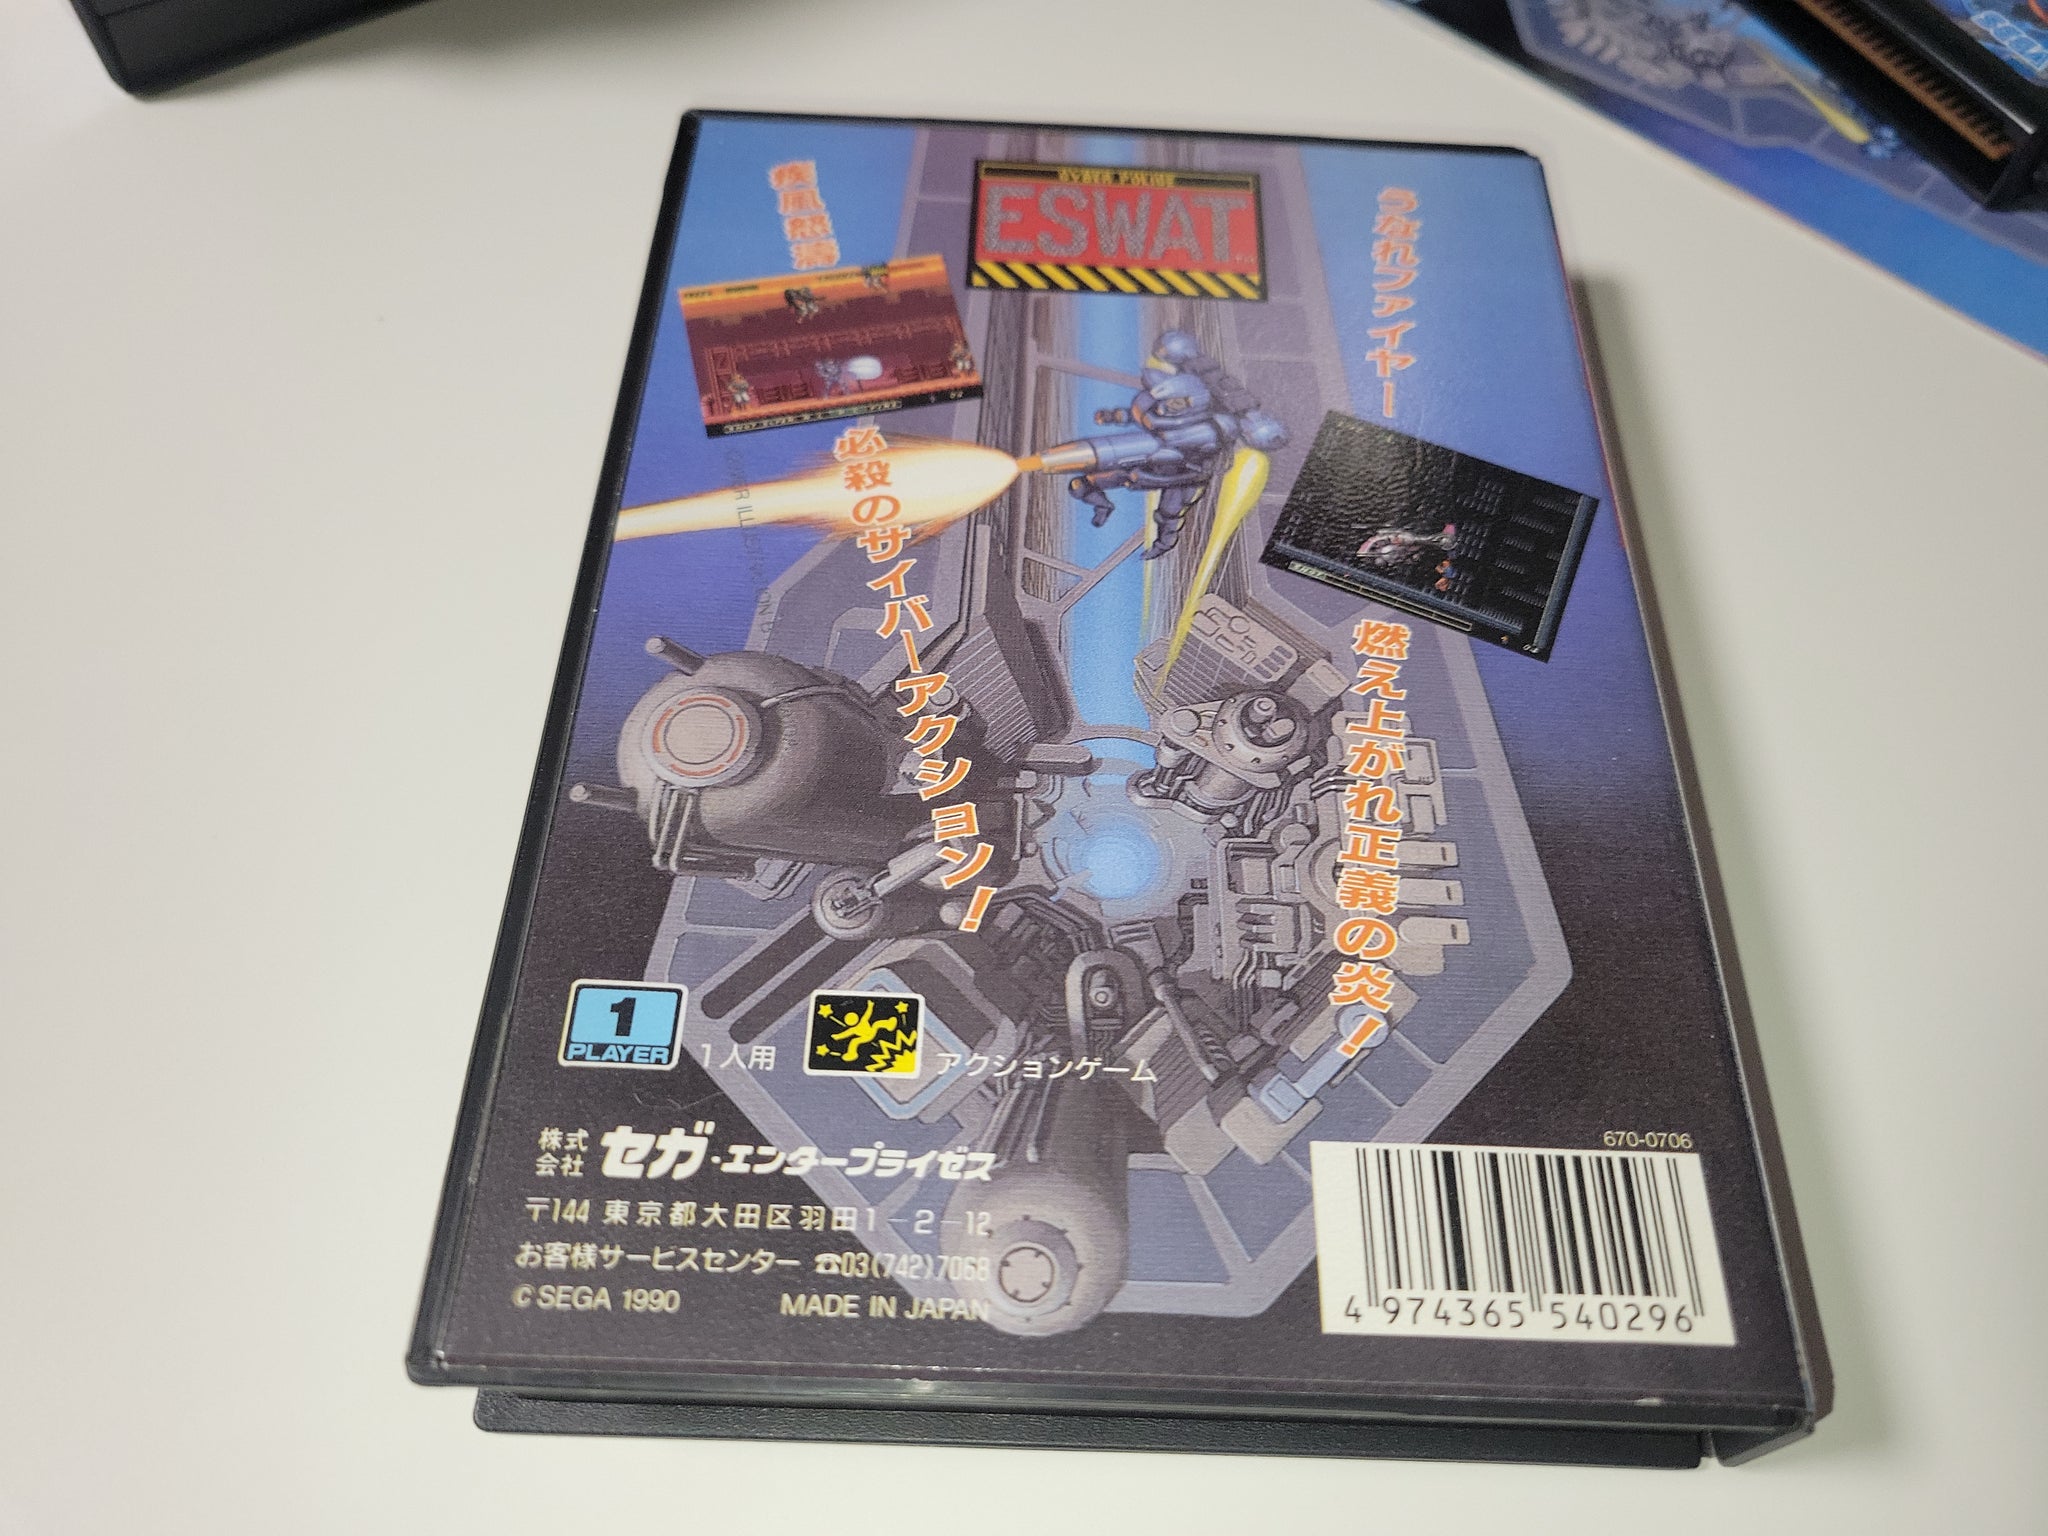 CYBER POLICE
ESWAT
うなれファイヤー
燃え上がれ正義の炎!
疾風怒濤
必殺のサイバーアクション!
1
PLAYER
1人用
アクションゲーム
株式会社 セガ・エンタープライゼス
〒144 東京都大田区羽田1-2-12
お客様サービスセンター ☎03(742)7068
© SEGA 1990 MADE IN JAPAN
670-0706
4 974365 540296
SEGA